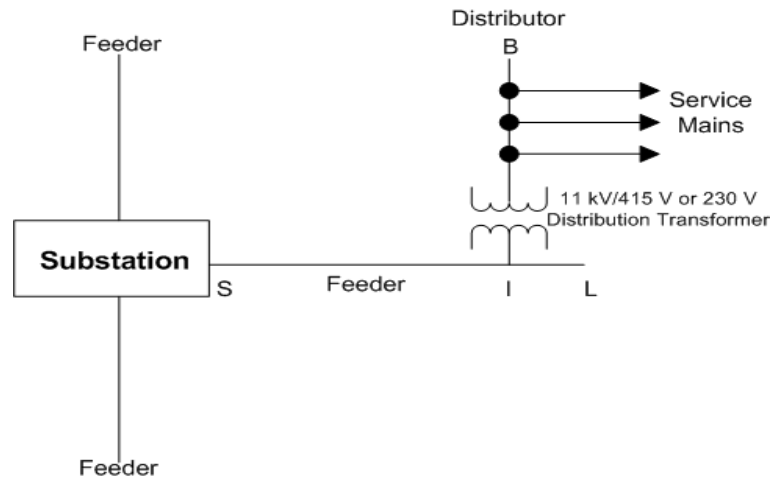 Feeder
Distributor
B
Service
Mains
11 kV/415 V or 230 V
Distribution Transformer
Substation
S
Feeder
I
L
Feeder